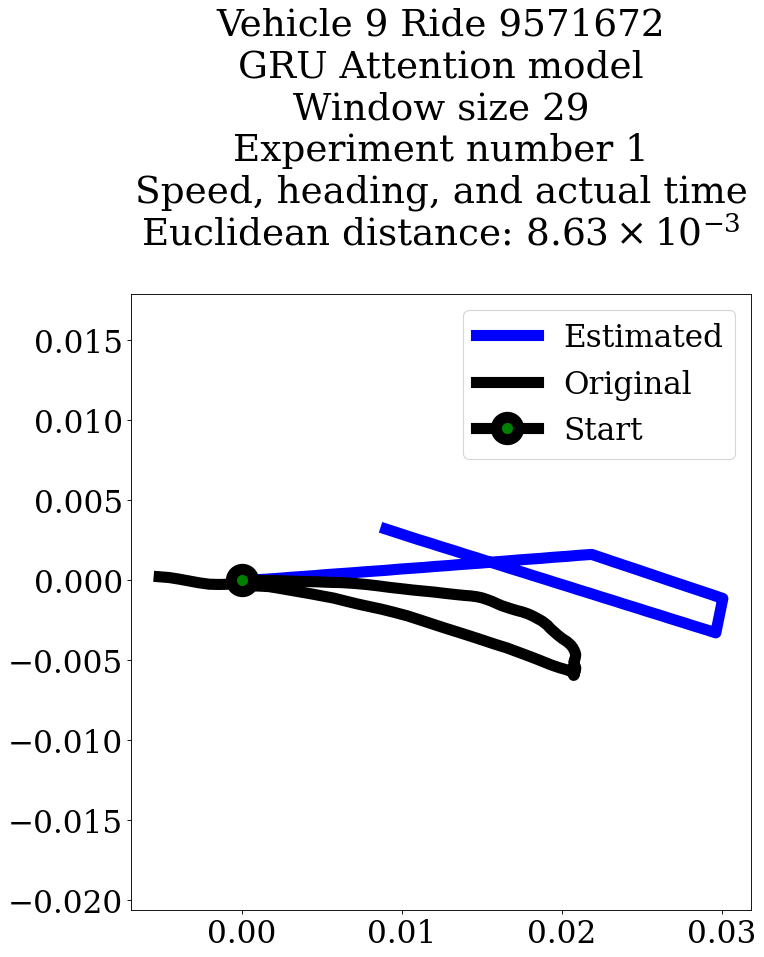 Vehicle 9 Ride 9571672
GRU Attention model
Window size 29
Experiment number 1
Speed, heading, and actual time
Euclidean distance: 8.63 × 10⁻³
Estimated
Original
Start
0.015
0.010
0.005
0.000
−0.005
−0.010
−0.015
−0.020
0.00 0.01 0.02 0.03